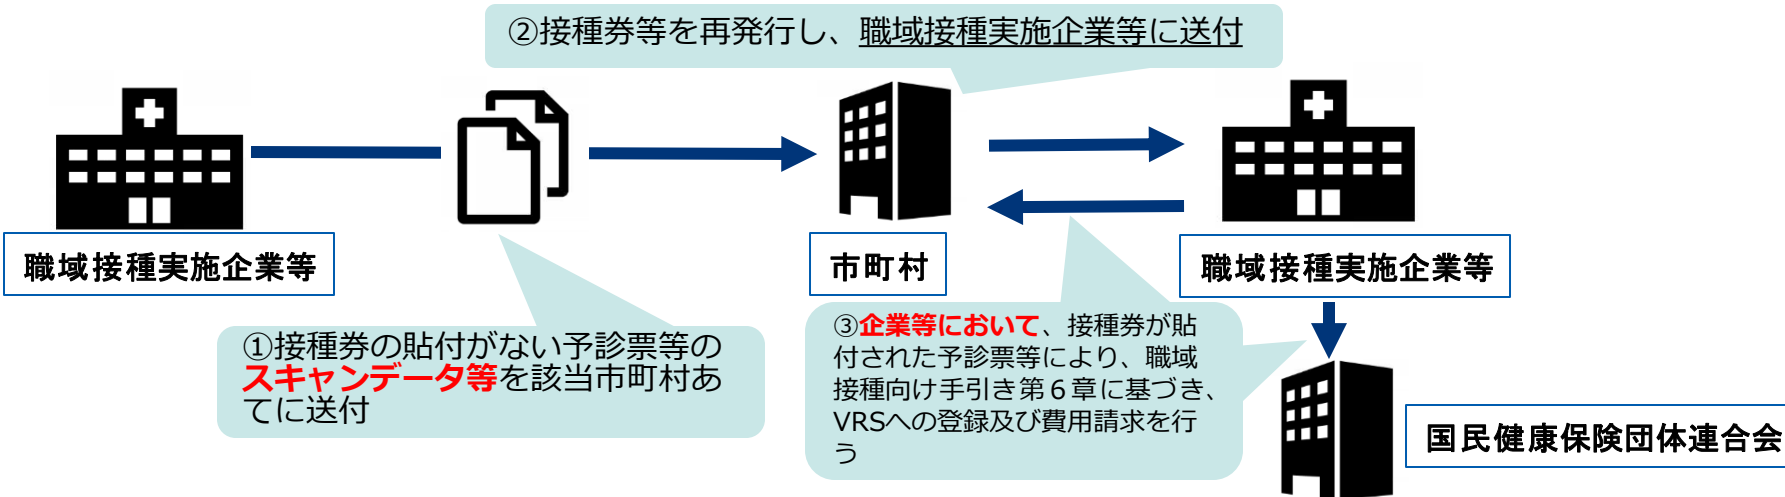 ②接種券等を再発行し、職域接種実施企業等に送付
職域接種実施企業等
市町村
職域接種実施企業等
①接種券の貼付がない予診票等の
スキャンデータ等を該当市町村あ
てに送付
③企業等において、接種券が貼
付された予診票等により、職域
接種向け手引き第６章に基づき、
VRSへの登録及び費用請求を行
う
国民健康保険団体連合会